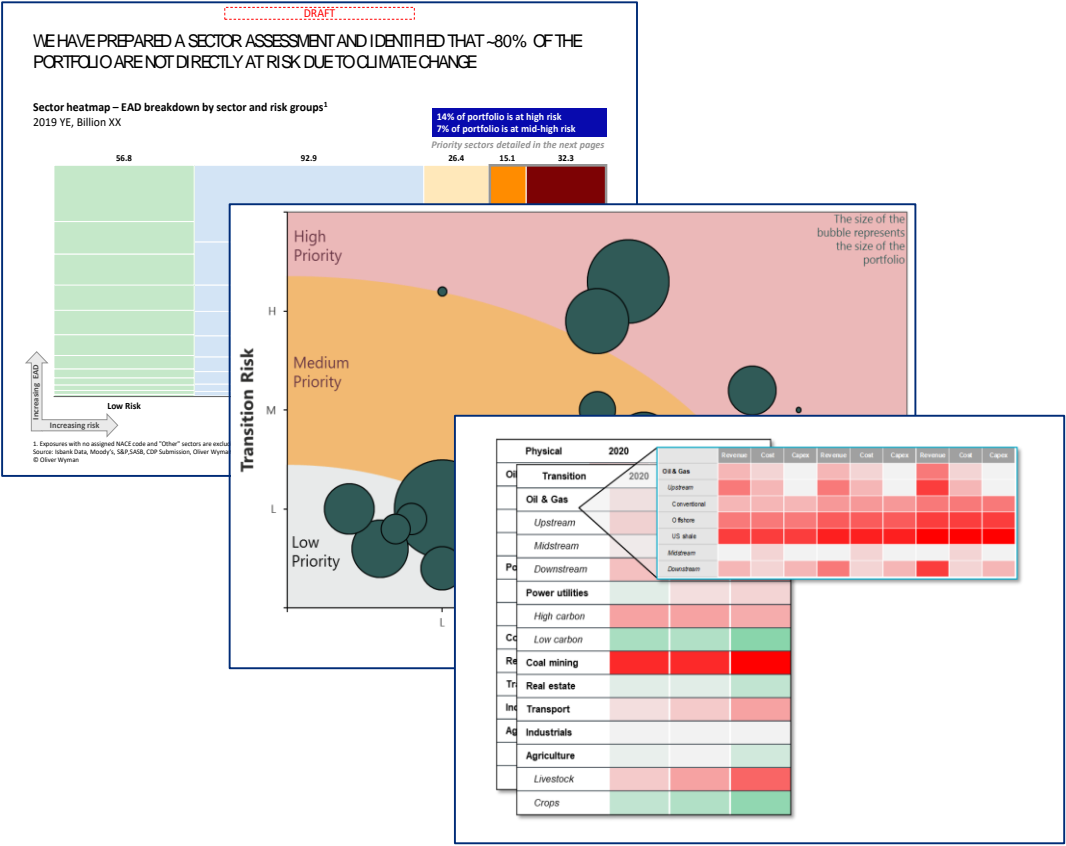 DRAFT
WE HAVE PREPARED A SECTOR ASSESSMENT AND IDENTIFIED THAT ~80% OF THE
PORTFOLIO ARE NOT DIRECTLY AT RISK DUE TO CLIMATE CHANGE
Sector heatmap – EAD breakdown by sector and risk groups1
2019 YE, Billion XX
14% of portfolio is at high risk
7% of portfolio is at mid-high risk
Priority sectors detailed in the next pages
56.8 92.9 26.4 15.1 32.3
Increasing EAD
Low Risk
Increasing risk
1. Exposures with no assigned NACE code and "Other" sectors are
Source: Isbank Data, Moody's, S&P,SASB, CDP Submission, Oliver
© Oliver Wyman
The size of the
bubble represents
the size of the
portfolio
High
Priority
H
Medium
Priority
Transition Risk
M
L
Low
Priority
L
Physical 2020
Transition 2020
Oil & Gas
Upstream
Midstream
Downstream
Power utilities
High carbon
Low carbon
Coal mining
Real estate
Transport
Industrials
Agriculture
Livestock
Crops
Revenue Cost Capex Revenue Cost Capex Revenue Cost Capex
Oil & Gas
Upstream
Conventional
Offshore
US shale
Midstream
Downstream